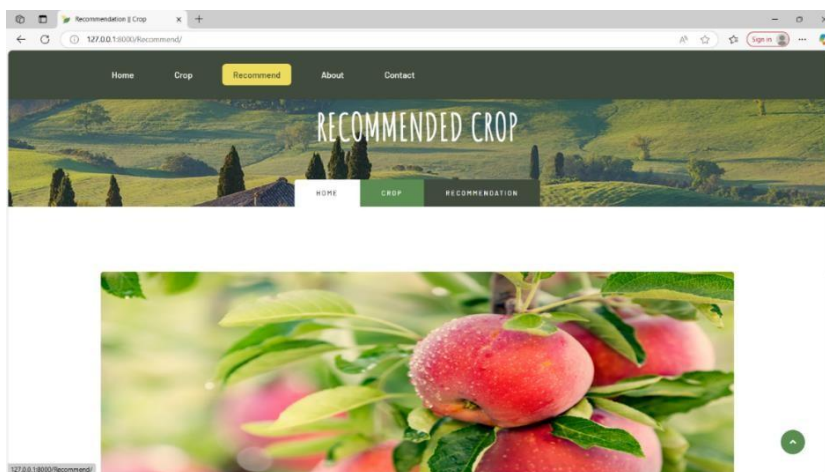 Recommendation || Crop
127.0.0.1:8000/Recommend/
Sign in
Home Crop Recommend About Contact
RECOMMENDED CROP
HOME CROP RECOMMENDATION
127.0.0.1:8000/Recommend/